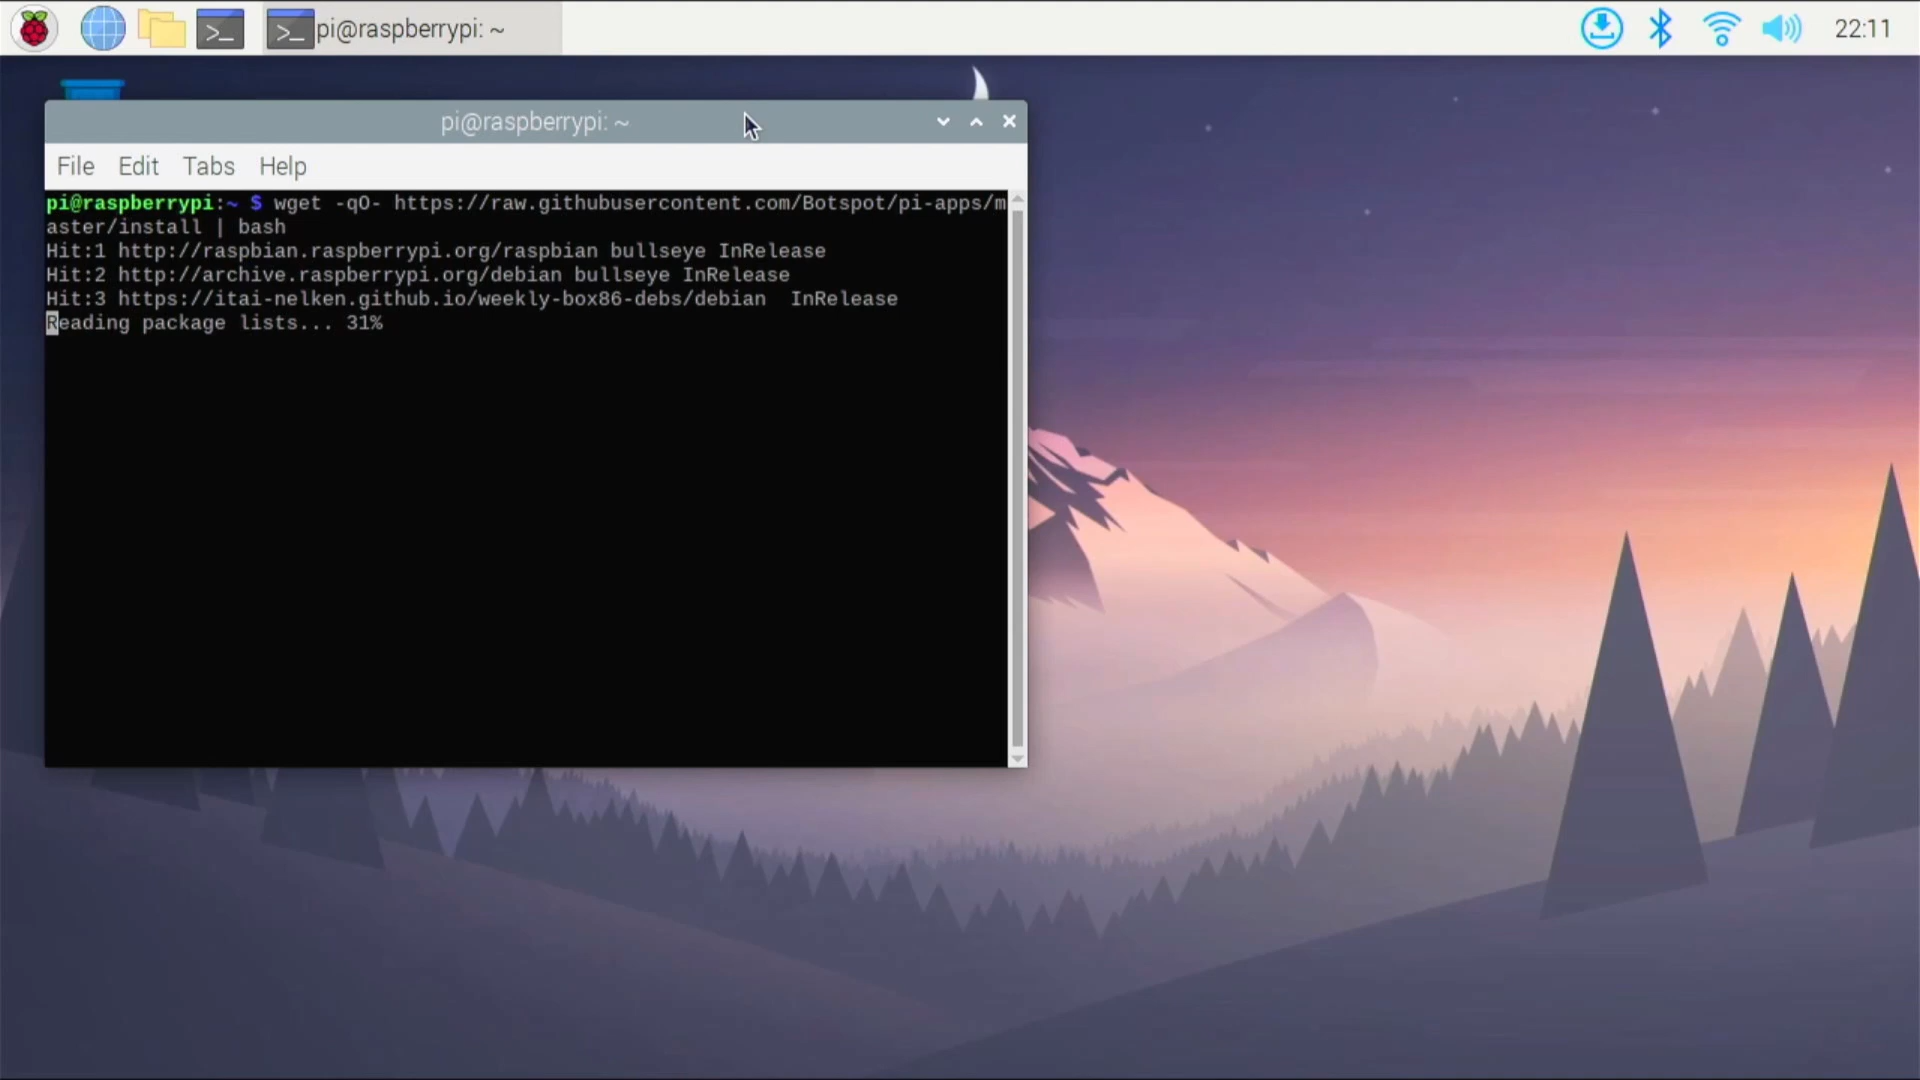 pi@raspberrypi: ~
22:11
pi@raspberrypi: ~
File Edit Tabs Help
pi@raspberrypi:~ $ wget -qO- https://raw.githubusercontent.com/Botspot/pi-apps/m
aster/install | bash
Hit:1 http://raspbian.raspberrypi.org/raspbian bullseye InRelease
Hit:2 http://archive.raspberrypi.org/debian bullseye InRelease
Hit:3 https://itai-nelken.github.io/weekly-box86-debs/debian  InRelease
Reading package lists... 31%